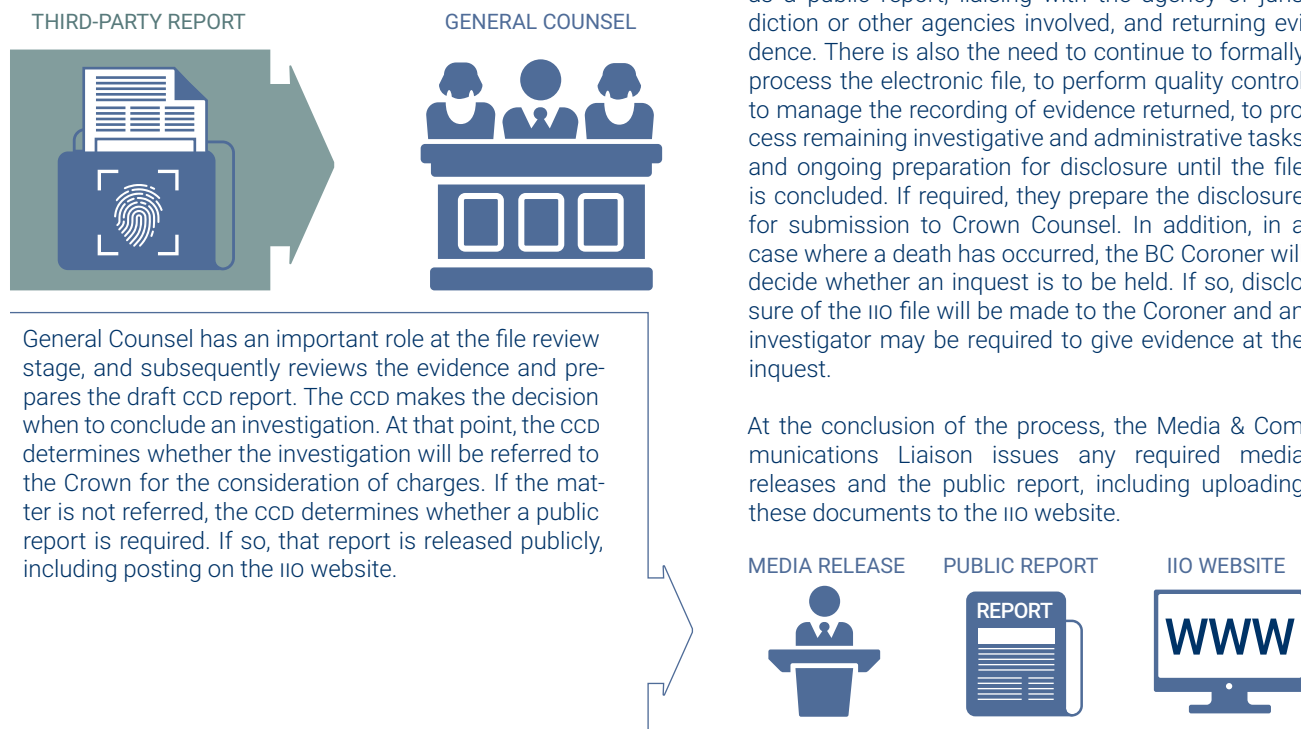 THIRD-PARTY REPORT
GENERAL COUNSEL
General Counsel has an important role at the file review
stage, and subsequently reviews the evidence and pre-
pares the draft CCD report. The CCD makes the decision
when to conclude an investigation. At that point, the CCD
determines whether the investigation will be referred to
the Crown for the consideration of charges. If the mat-
ter is not referred, the CCD determines whether a public
report is required. If so, that report is released publicly,
including posting on the IIO website.
as a public report, liaising with the agency of juris
diction or other agencies involved, and returning evi
dence. There is also the need to continue to formally
process the electronic file, to perform quality control
to manage the recording of evidence returned, to pro
cess remaining investigative and administrative tasks
and ongoing preparation for disclosure until the file
is concluded. If required, they prepare the disclosure
for submission to Crown Counsel. In addition, in a
case where a death has occurred, the BC Coroner wil
decide whether an inquest is to be held. If so, disclo
sure of the IIO file will be made to the Coroner and an
investigator may be required to give evidence at the
inquest.
At the conclusion of the process, the Media & Com
munications Liaison issues any required media
releases and the public report, including uploading
these documents to the IIO website.
MEDIA RELEASE
PUBLIC REPORT
IIO WEBSITE
REPORT
WWW